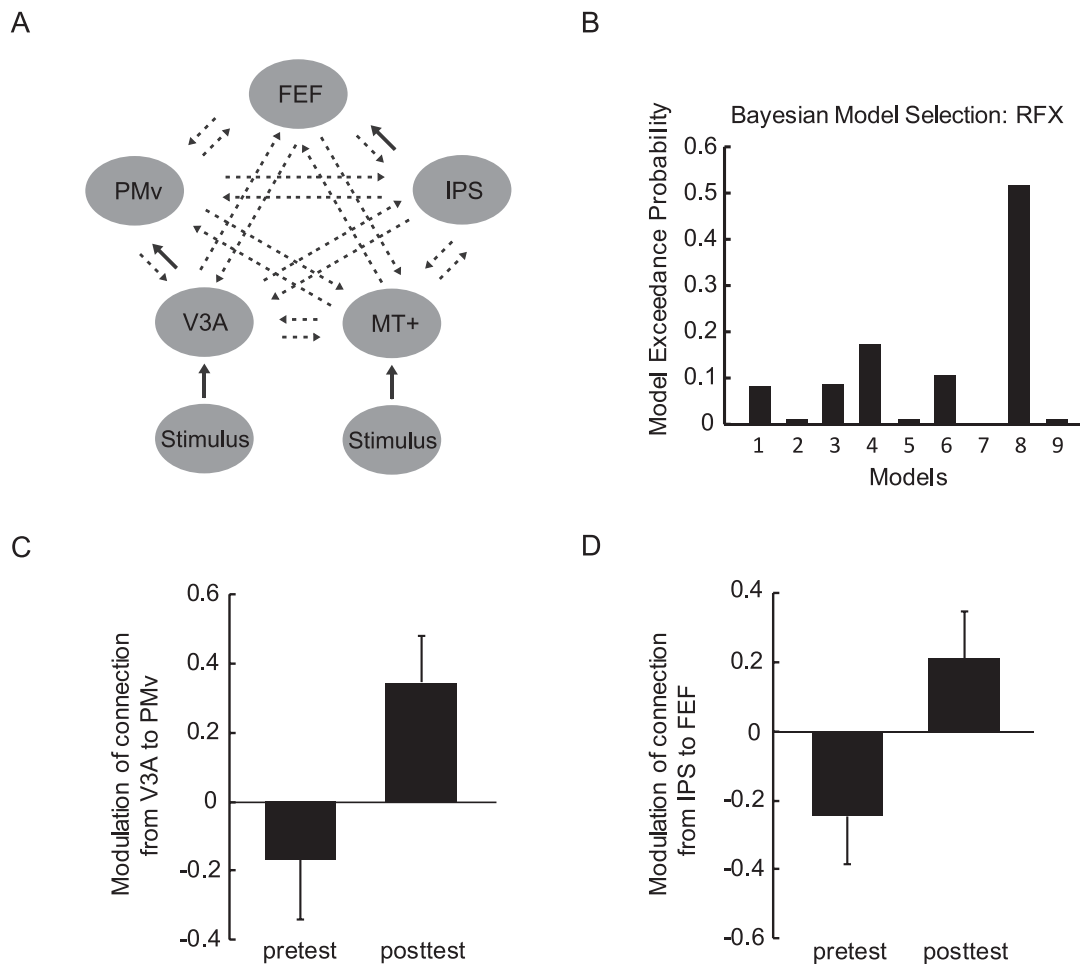 A
FEF
PMv
IPS
V3A
MT+
Stimulus
Stimulus
B
Bayesian Model Selection: RFX
Model Exceedance Probability
0.6
0.5
0.4
0.3
0.2
0.1
0
1 2 3 4 5 6 7 8 9
Models
C
Modulation of connection
from V3A to PMv
0.6
0.4
0.2
0
-0.2
-0.4
pretest posttest
D
Modulation of connection
from IPS to FEF
0.4
0.2
0
-0.2
-0.4
-0.6
pretest posttest